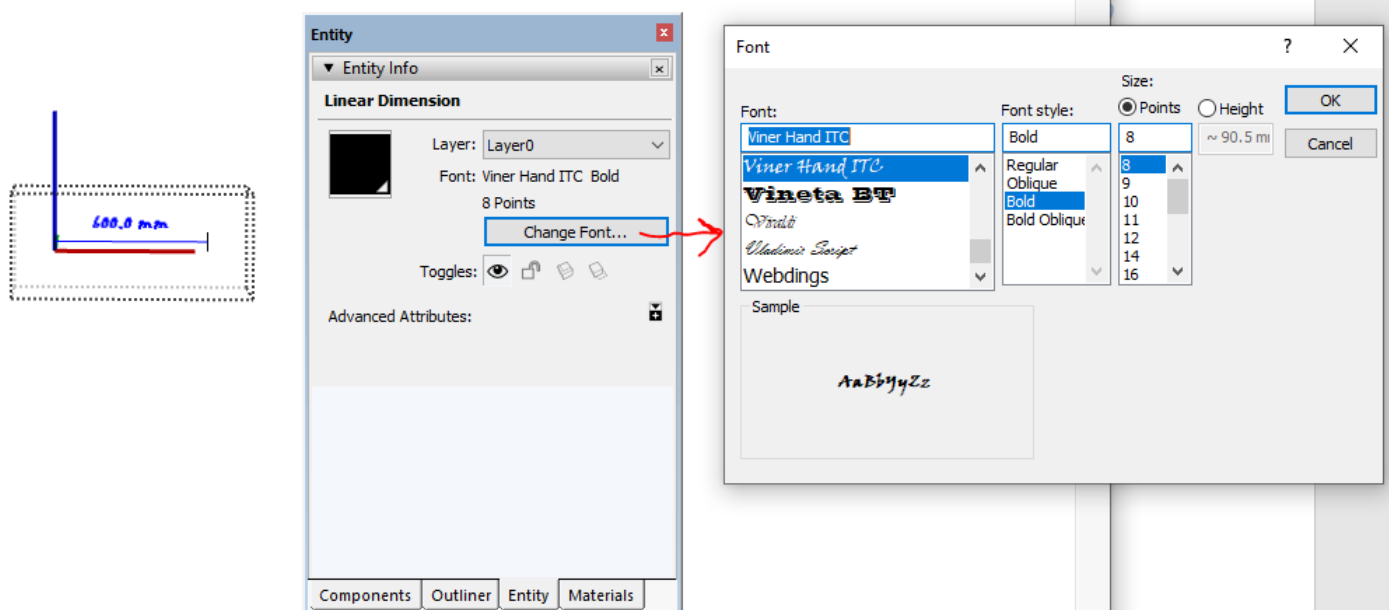 600.0 mm
Entity
Entity Info
Linear Dimension
Layer: Layer0
Font: Viner Hand ITC Bold
8 Points
Change Font...
Toggles:
Advanced Attributes:
Components Outliner Entity Materials
Font
?
Font:
Viner Hand ITC
Viner Hand ITC
Vineta BT
Vivaldi
Vladimir Script
Webdings
Font style:
Bold
Regular
Oblique
Bold
Bold Oblique
Size:
Points Height
8 ~ 90.5 m
8
9
10
11
12
14
16
OK
Cancel
Sample
AaBbYyZz